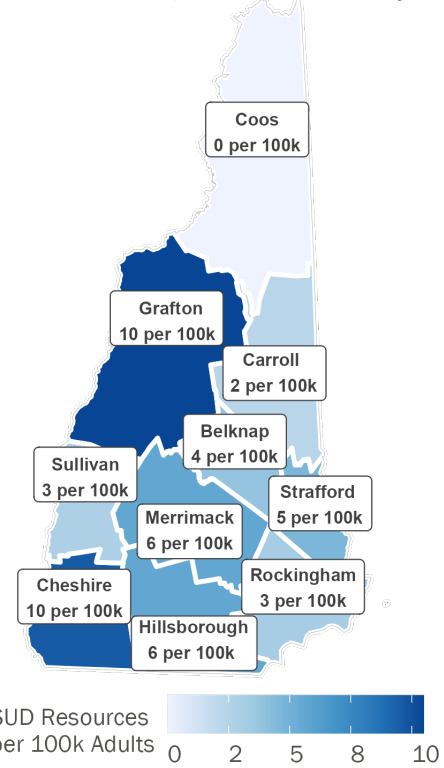 Coos
0 per 100k
Grafton
10 per 100k
Carroll
2 per 100k
Belknap
4 per 100k
Sullivan
3 per 100k
Strafford
5 per 100k
Merrimack
6 per 100k
Rockingham
3 per 100k
Cheshire
10 per 100k
Hillsborough
6 per 100k
SUD Resources
per 100k Adults
0 2 5 8 10